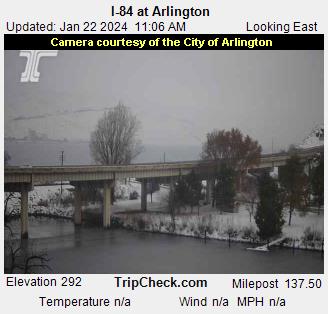 I-84 at Arlington
Updated: Jan 22 2024 11:06 AM Looking East
Camera courtesy of the City of Arlington
Elevation 292 TripCheck.com Milepost 137.50
Temperature n/a Wind n/a MPH n/a